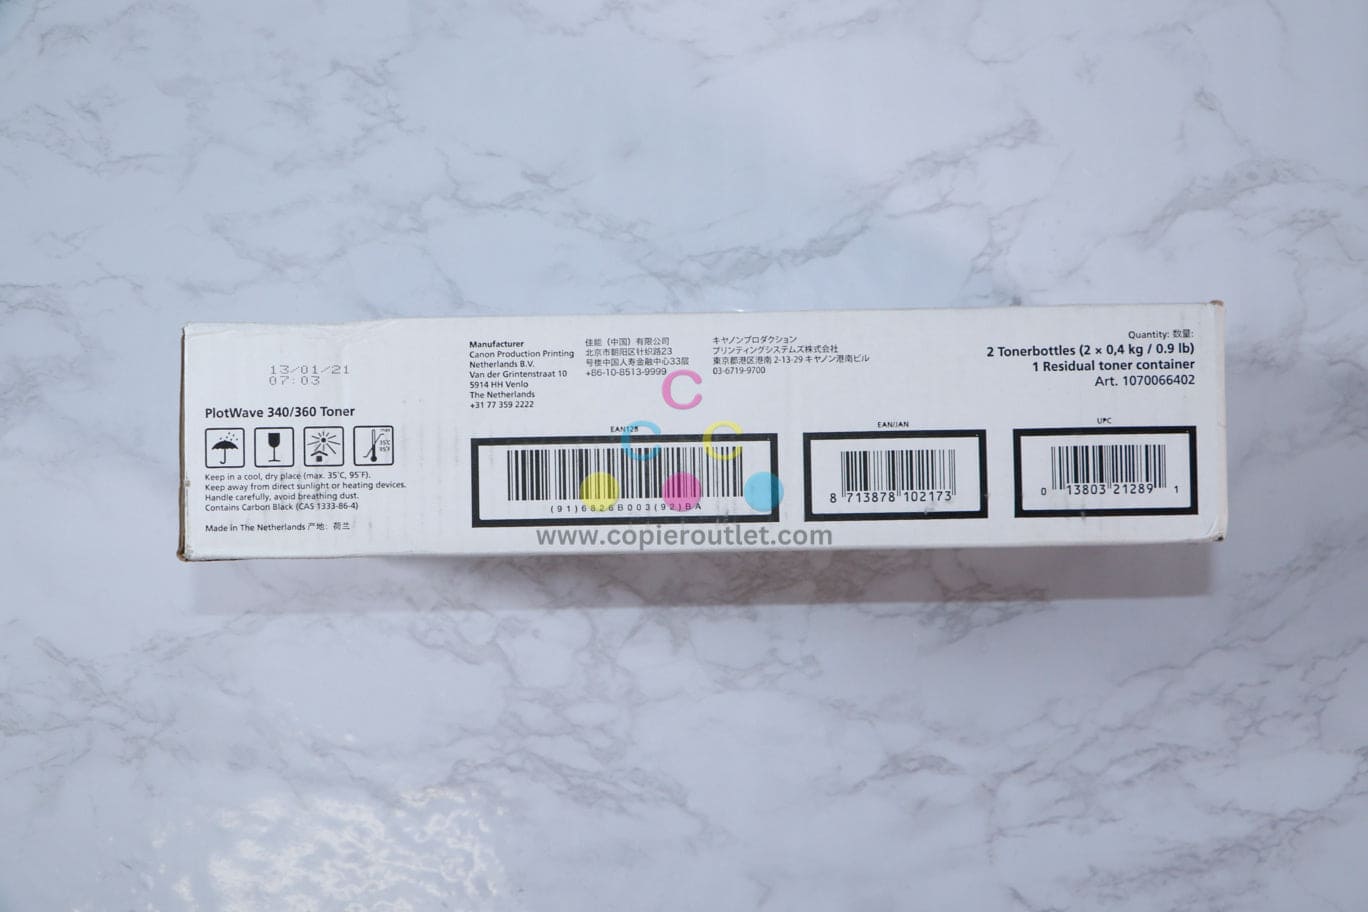 13/01/21
07:03
PlotWave 340/360 Toner
max
35°C
95°F
Keep in a cool, dry place (max. 35°C, 95°F).
Keep away from direct sunlight or heating devices.
Handle carefully, avoid breathing dust.
Contains Carbon Black (CAS 1333-86-4)
Made in The Netherlands 产地: 荷兰
Manufacturer
Canon Production Printing
Netherlands B.V.
Van der Grintenstraat 10
5914 HH Venlo
The Netherlands
+31 77 359 2222
佳能（中国）有限公司
北京市朝阳区针织路23
号楼中国人寿金融中心33层
+86-10-8513-9999
キヤノンプロダクション
プリンティングシステムズ株式会社
東京都港区港南 2-13-29 キヤノン港南ビル
03-6719-9700
Quantity: 数量:
2 Tonerbottles (2 × 0,4 kg / 0.9 lb)
1 Residual toner container
Art. 1070066402
EAN128
(91)6826B003(92)BA
EAN/JAN
8 713878 102173
UPC
0 13803 21289 1
C
C C
www.copieroutlet.com